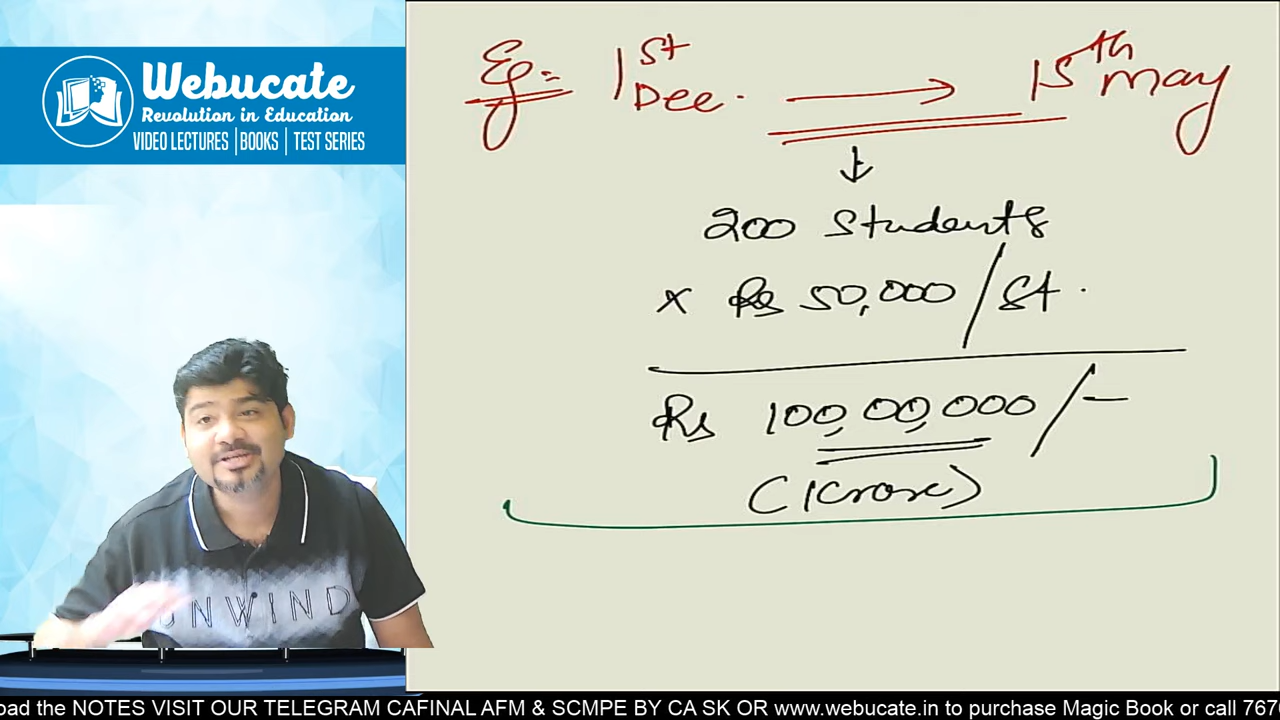 Webucate
Revolution in Education
VIDEO LECTURES | BOOKS | TEST SERIES
Eg:- 1st Dec. → 15th May
200 Students
x Rs 50,000/St.
Rs 100,00,000/-
(1 crore)
UNWIND
oad the NOTES VISIT OUR TELEGRAM CAFINAL AFM & SCMPE BY CA SK OR www.webucate.in to purchase Magic Book or call 767